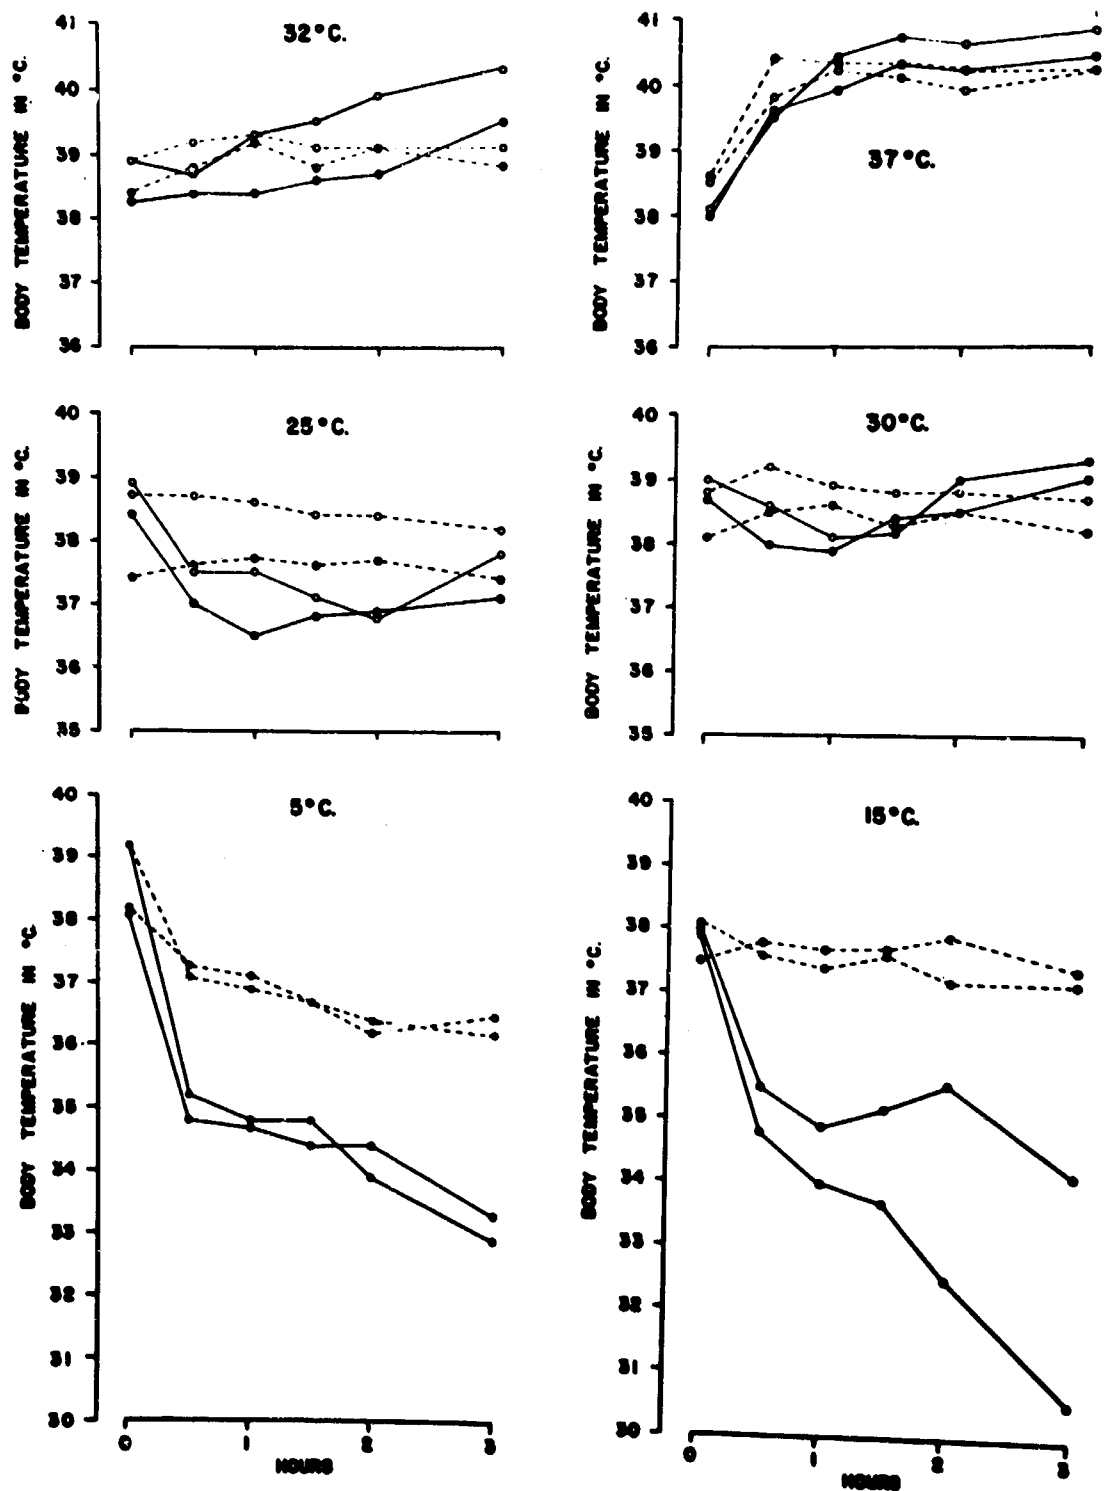 32°C.
BODY TEMPERATURE IN °C.
41
40
39
38
37
36
37°C.
BODY TEMPERATURE IN °C.
41
40
39
38
37
36
25°C.
BODY TEMPERATURE IN °C.
40
39
38
37
36
35
30°C.
BODY TEMPERATURE IN °C.
40
39
38
37
36
35
5°C.
BODY TEMPERATURE IN °C.
40
39
38
37
36
35
34
33
32
31
30
0 1 2 3
HOURS
15°C.
BODY TEMPERATURE IN °C.
40
39
38
37
36
35
34
33
32
31
30
0 1 2 3
HOURS